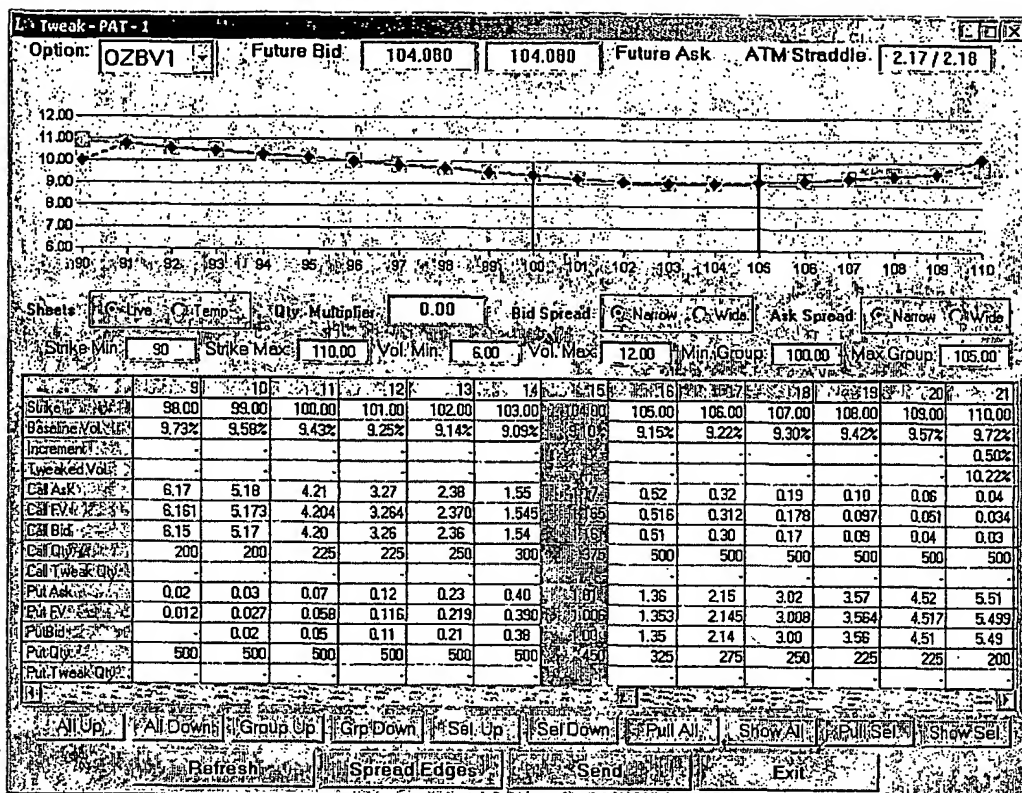 Tweak - PAT - 1
Option: OZBV1 Future Bid 104.080 104.080 Future Ask ATM Straddle 2.17 / 2.18
12.00
11.00
10.00
9.00
8.00
7.00
6.00
90 91 92 93 94 95 96 97 98 99 100 101 102 103 104 105 106 107 108 109 110
Sheets Live Temp Qty. Multiplier 0.00 Bid Spread Narrow Wide Ask Spread Narrow Wide
Strike Min 90 Strike Max 110.00 Vol. Min. 6.00 Vol. Max 12.00 Min Group 100.00 Max Group 105.00
9 10 11 12 13 14 15 16 17 18 19 20 21
Strike 98.00 99.00 100.00 101.00 102.00 103.00 104.00 105.00 106.00 107.00 108.00 109.00 110.00
Baseline Vol. 9.73% 9.58% 9.43% 9.25% 9.14% 9.09% 9.15% 9.22% 9.30% 9.42% 9.57% 9.72%
Increment - - - - - - - - - - - 0.50%
Tweaked Vol. - - - - - - - - - - - 10.22%
Call Ask 6.17 5.18 4.21 3.27 2.38 1.55 0.52 0.32 0.19 0.10 0.06 0.04
Call FV 6.161 5.173 4.204 3.264 2.370 1.545 0.516 0.312 0.178 0.097 0.051 0.034
Call Bid 6.15 5.17 4.20 3.26 2.36 1.54 0.51 0.30 0.17 0.09 0.04 0.03
Call Qty 200 200 225 225 250 300 375 500 500 500 500 500 500
Call Tweak Qty. - - - - - - - - - - - -
Put Ask 0.02 0.03 0.07 0.12 0.23 0.40 1.36 2.15 3.02 3.57 4.52 5.51
Put FV 0.012 0.027 0.058 0.116 0.219 0.390 1.006 1.353 2.145 3.008 3.564 4.517 5.499
Put Bid - 0.02 0.05 0.11 0.21 0.38 1.35 2.14 3.00 3.56 4.51 5.49
Put Qty 500 500 500 500 500 500 450 325 275 250 225 225 200
Put Tweak Qty. - - - - - - - - - - - -
All Up All Down Group Up Grp Down Sel. Up Sel Down Pull All Show All Pull Sel Show Sel
Refresh Spread Edges Send Exit